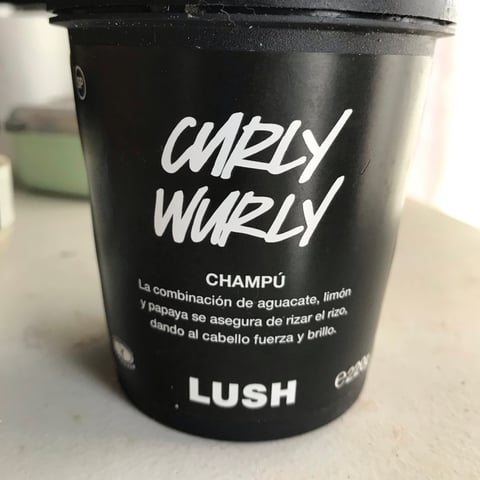 CURLY
WURLY
CHAMPÚ
La combinación de aguacate, limón
y papaya se asegura de rizar el rizo,
dando al cabello fuerza y brillo.
LUSH
℮220g